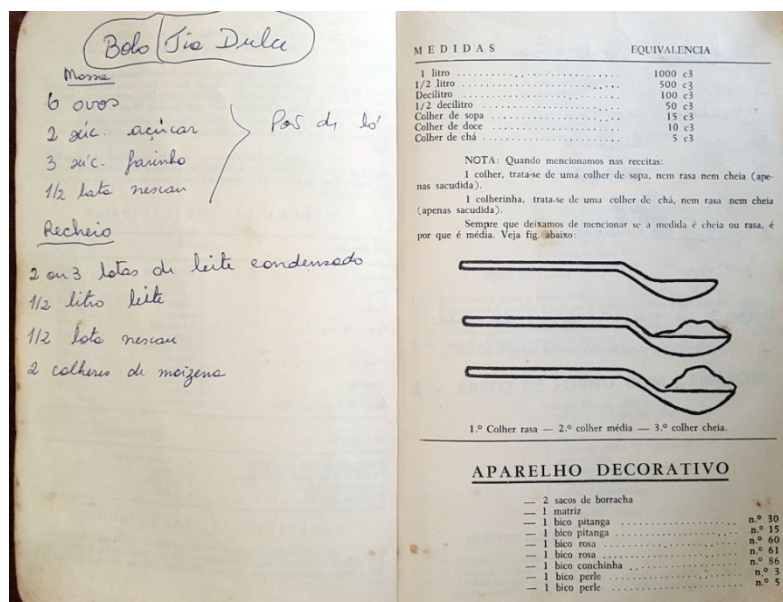 Bolo Tia Dulce
Massa
6 ovos
2 xíc. açúcar
3 xíc. farinha
1/2 lata nescau
Pão de ló
Recheio
2 ou 3 latas de leite condensado
1/2 litro leite
1/2 lata nescau
2 colheres de maizena
MEDIDAS EQUIVALENCIA
1 litro .............................. 1000 c3
1/2 litro .............................. 500 c3
Decilitro .............................. 100 c3
1/2 decilitro .............................. 50 c3
Colher de sopa .............................. 15 c3
Colher de doce .............................. 10 c3
Colher de chá .............................. 5 c3
NOTA: Quando mencionamos nas receitas:
1 colher, trata-se de uma colher de sopa, nem rasa nem cheia (ape-
nas sacudida).
1 colherinha, trata-se de uma colher de chá, nem rasa nem cheia
(apenas sacudida).
Sempre que deixamos de mencionar se a medida é cheia ou rasa, é
por que é média. Veja fig. abaixo:
1.º Colher rasa — 2.º colher média — 3.º colher cheia.
APARELHO DECORATIVO
— 2 sacos de borracha
— 1 matriz
— 1 bico pitanga .................... n.º 30
— 1 bico pitanga .................... n.º 15
— 1 bico rosa .................... n.º 60
— 1 bico rosa .................... n.º 61
— 1 bico conchinha .................... n.º 86
— 1 bico perle .................... n.º 3
— 1 bico perle .................... n.º 5